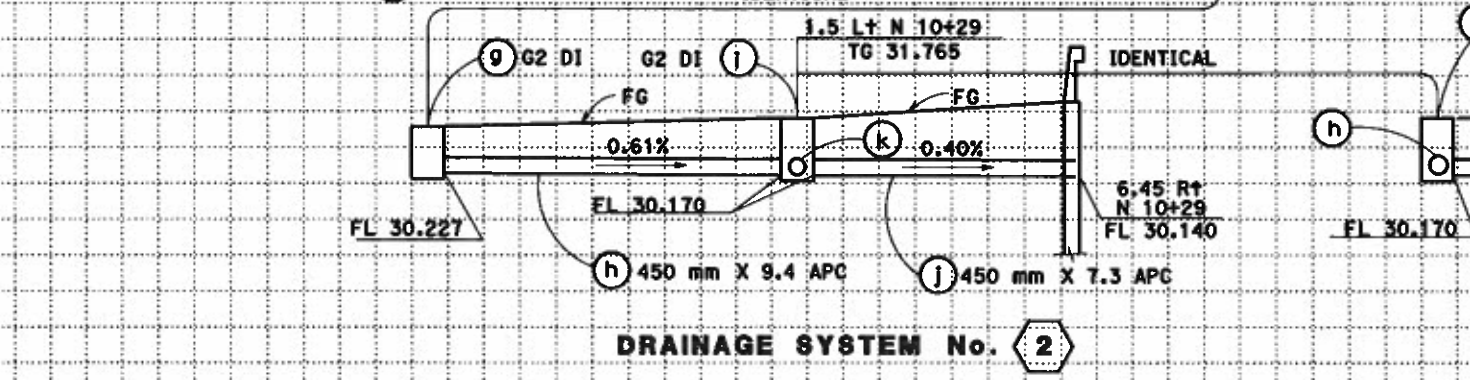 1.5 Lt N 10+29
TG 31.765
g G2 DI
G2 DI i
IDENTICAL
FG
FG
h
k
0.61%
0.40%
6.45 Rt
N 10+29
FL 30.140
FL 30.170
FL 30.227
FL 30.170
h 450 mm X 9.4 APC
j 450 mm X 7.3 APC
DRAINAGE SYSTEM No. 2